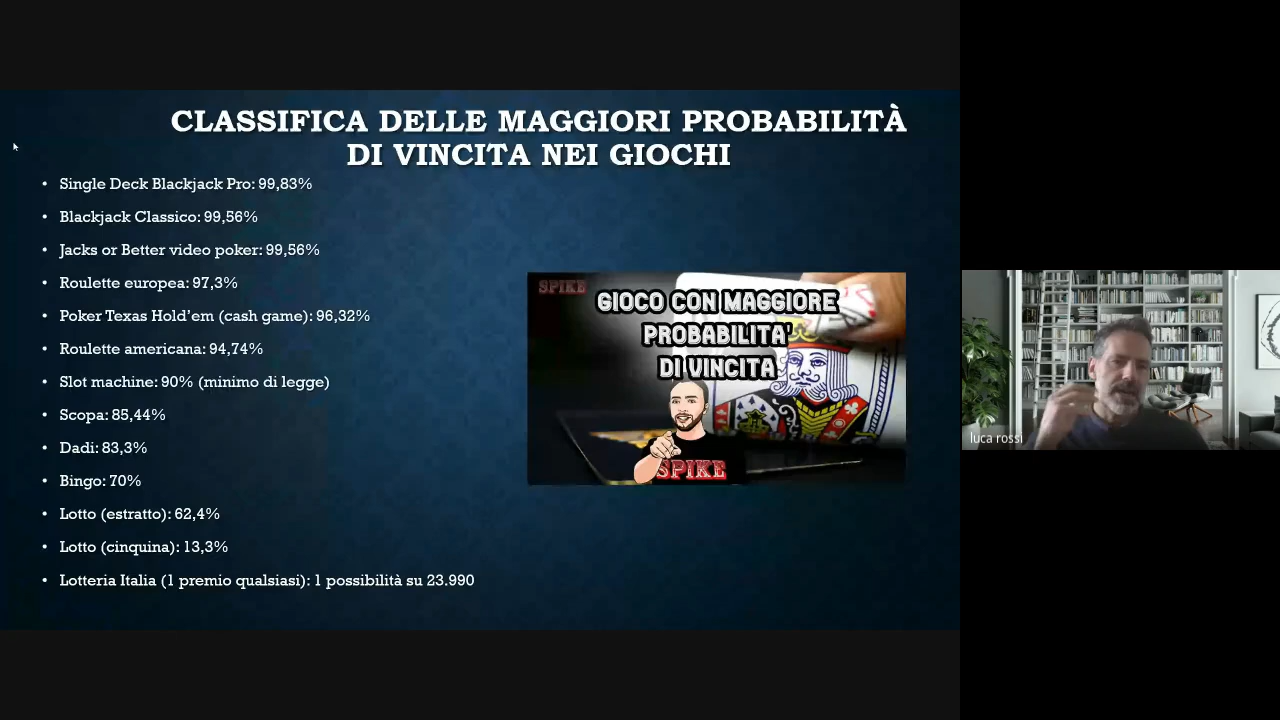 CLASSIFICA DELLE MAGGIORI PROBABILITÀ
DI VINCITA NEI GIOCHI
• Single Deck Blackjack Pro: 99,83%
• Blackjack Classico: 99,56%
• Jacks or Better video poker: 99,56%
• Roulette europea: 97,3%
• Poker Texas Hold’em (cash game): 96,32%
• Roulette americana: 94,74%
• Slot machine: 90% (minimo di legge)
• Scopa: 85,44%
• Dadi: 83,3%
• Bingo: 70%
• Lotto (estratto): 62,4%
• Lotto (cinquina): 13,3%
• Lotteria Italia (1 premio qualsiasi): 1 possibilità su 23.990
SPIKE
GIOCO CON MAGGIORE
PROBABILITA'
DI VINCITA
SPIKE
luca rossi